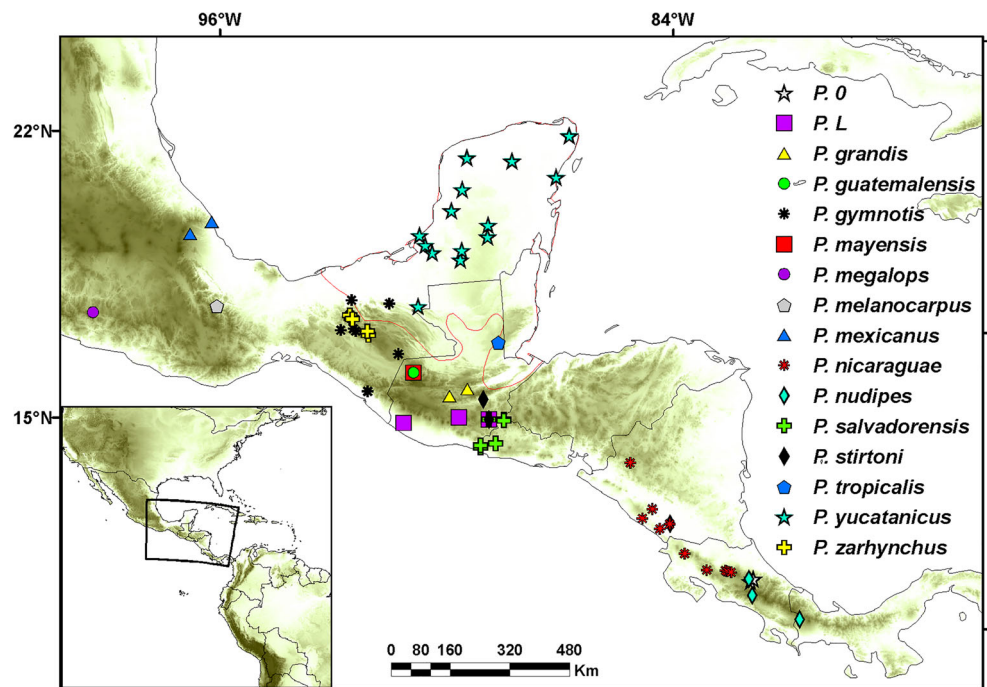 96°W 84°W
22°N
15°N
P. 0
P. L
P. grandis
P. guatemalensis
P. gymnotis
P. mayensis
P. megalops
P. melanocarpus
P. mexicanus
P. nicaraguae
P. nudipes
P. salvadorensis
P. stirtoni
P. tropicalis
P. yucatanicus
P. zarhynchus
0 80 160 320 480
Km